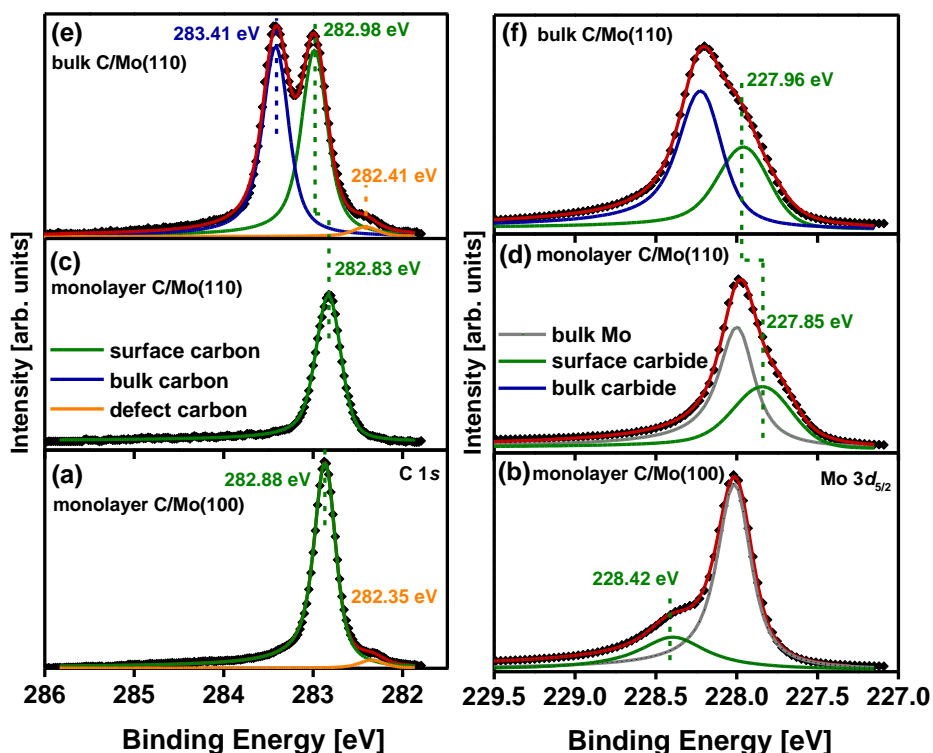 (e)
283.41 eV
282.98 eV
bulk C/Mo(110)
282.41 eV
(c)
282.83 eV
monolayer C/Mo(110)
surface carbon
bulk carbon
defect carbon
(a)
282.88 eV
C 1s
monolayer C/Mo(100)
282.35 eV
286 285 284 283 282
Binding Energy [eV]
Intensity [arb. units]
(f)
bulk C/Mo(110)
227.96 eV
(d)
monolayer C/Mo(110)
227.85 eV
bulk Mo
surface carbide
bulk carbide
(b) monolayer C/Mo(100)
Mo 3d5/2
228.42 eV
229.5 229.0 228.5 228.0 227.5 227.0
Binding Energy [eV]
Intensity [arb. units]